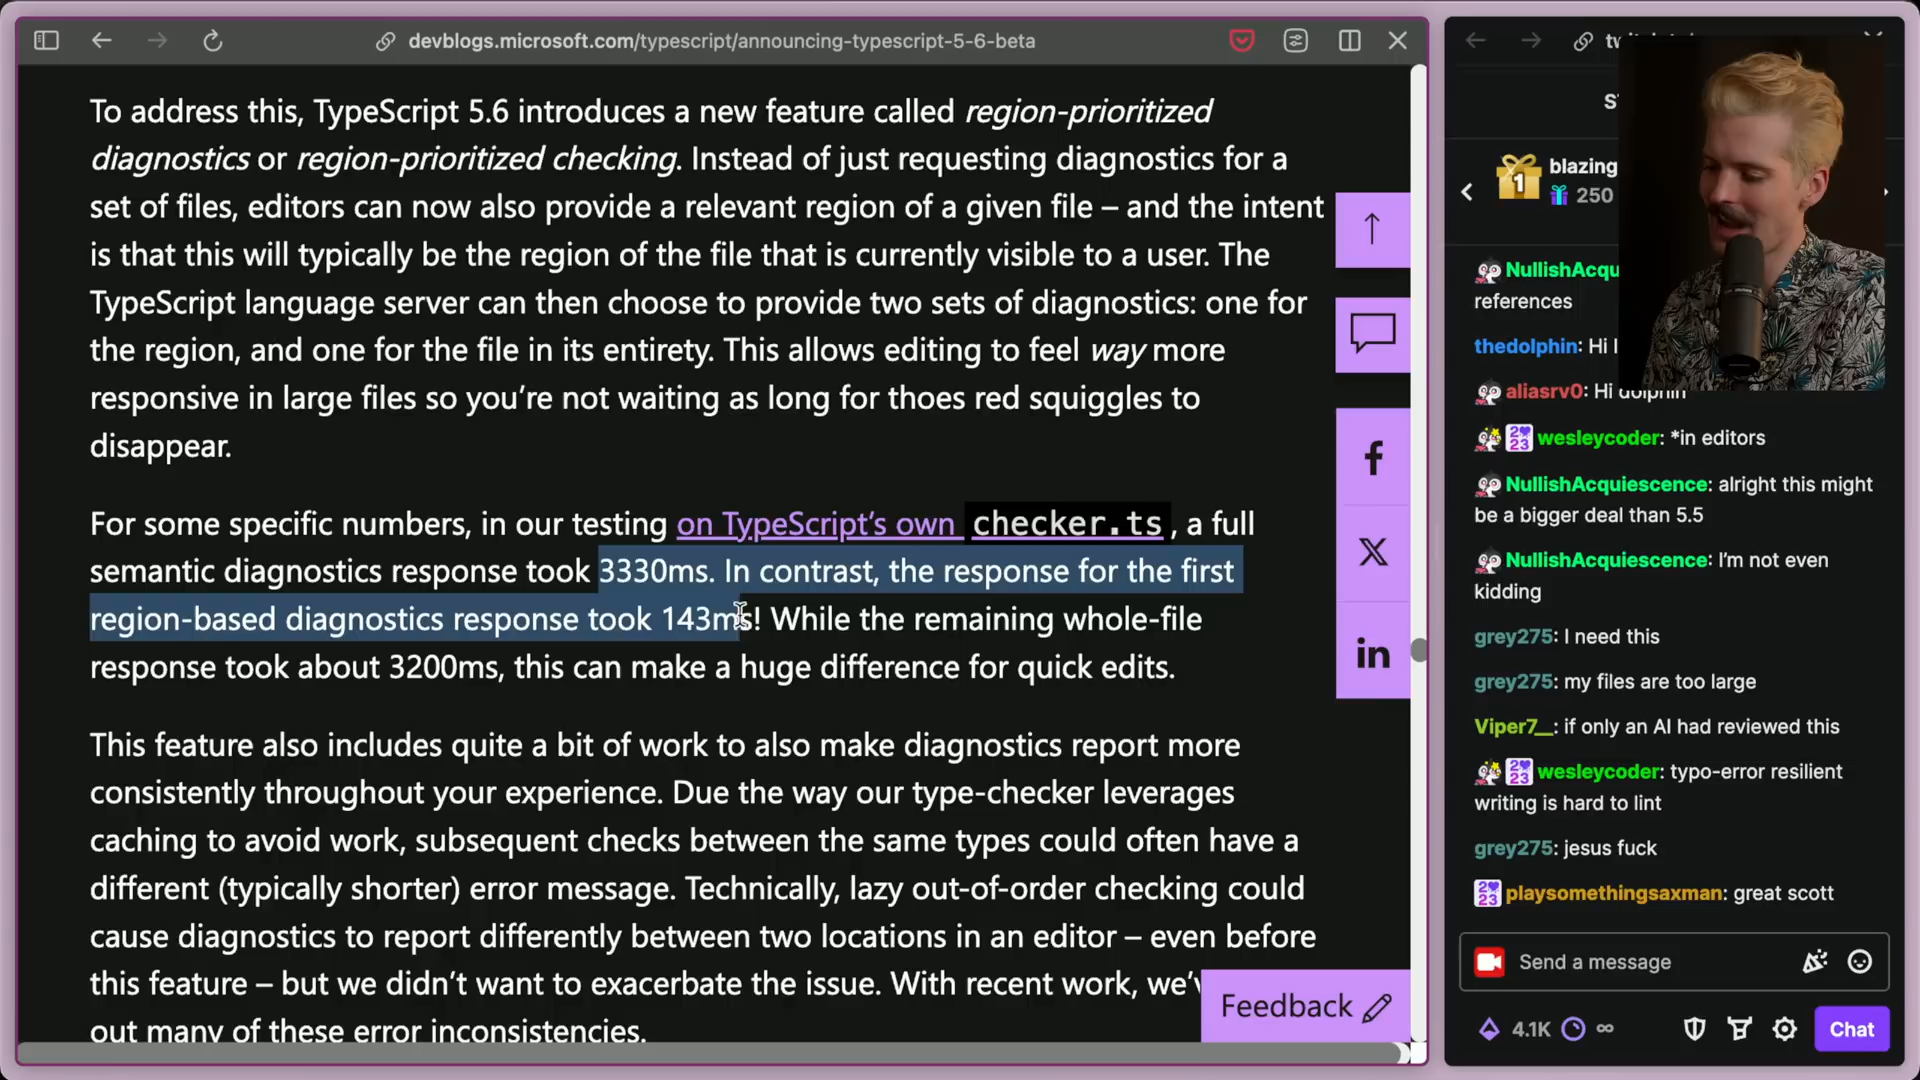 devblogs.microsoft.com/typescript/announcing-typescript-5-6-beta
To address this, TypeScript 5.6 introduces a new feature called region-prioritized
diagnostics or region-prioritized checking. Instead of just requesting diagnostics for a
set of files, editors can now also provide a relevant region of a given file – and the intent
is that this will typically be the region of the file that is currently visible to a user. The
TypeScript language server can then choose to provide two sets of diagnostics: one for
the region, and one for the file in its entirety. This allows editing to feel way more
responsive in large files so you’re not waiting as long for thoes red squiggles to
disappear.
For some specific numbers, in our testing on TypeScript’s own checker.ts, a full
semantic diagnostics response took 3330ms. In contrast, the response for the first
region-based diagnostics response took 143ms! While the remaining whole-file
response took about 3200ms, this can make a huge difference for quick edits.
This feature also includes quite a bit of work to also make diagnostics report more
consistently throughout your experience. Due the way our type-checker leverages
caching to avoid work, subsequent checks between the same types could often have a
different (typically shorter) error message. Technically, lazy out-of-order checking could
cause diagnostics to report differently between two locations in an editor – even before
this feature – but we didn’t want to exacerbate the issue. With recent work, we’v
out many of these error inconsistencies.
f
X
in
Feedback
tw
S
1
blazing
250
NullishAcqu
references
thedolphin: Hi
aliasrv0: Hi dolphin
2023 wesleycoder: *in editors
NullishAcquiescence: alright this might
be a bigger deal than 5.5
NullishAcquiescence: I’m not even
kidding
grey275: I need this
grey275: my files are too large
Viper7__: if only an AI had reviewed this
2023 wesleycoder: typo-error resilient
writing is hard to lint
grey275: jesus fuck
2023 playsomethingsaxman: great scott
Send a message
4.1K ∞
Chat